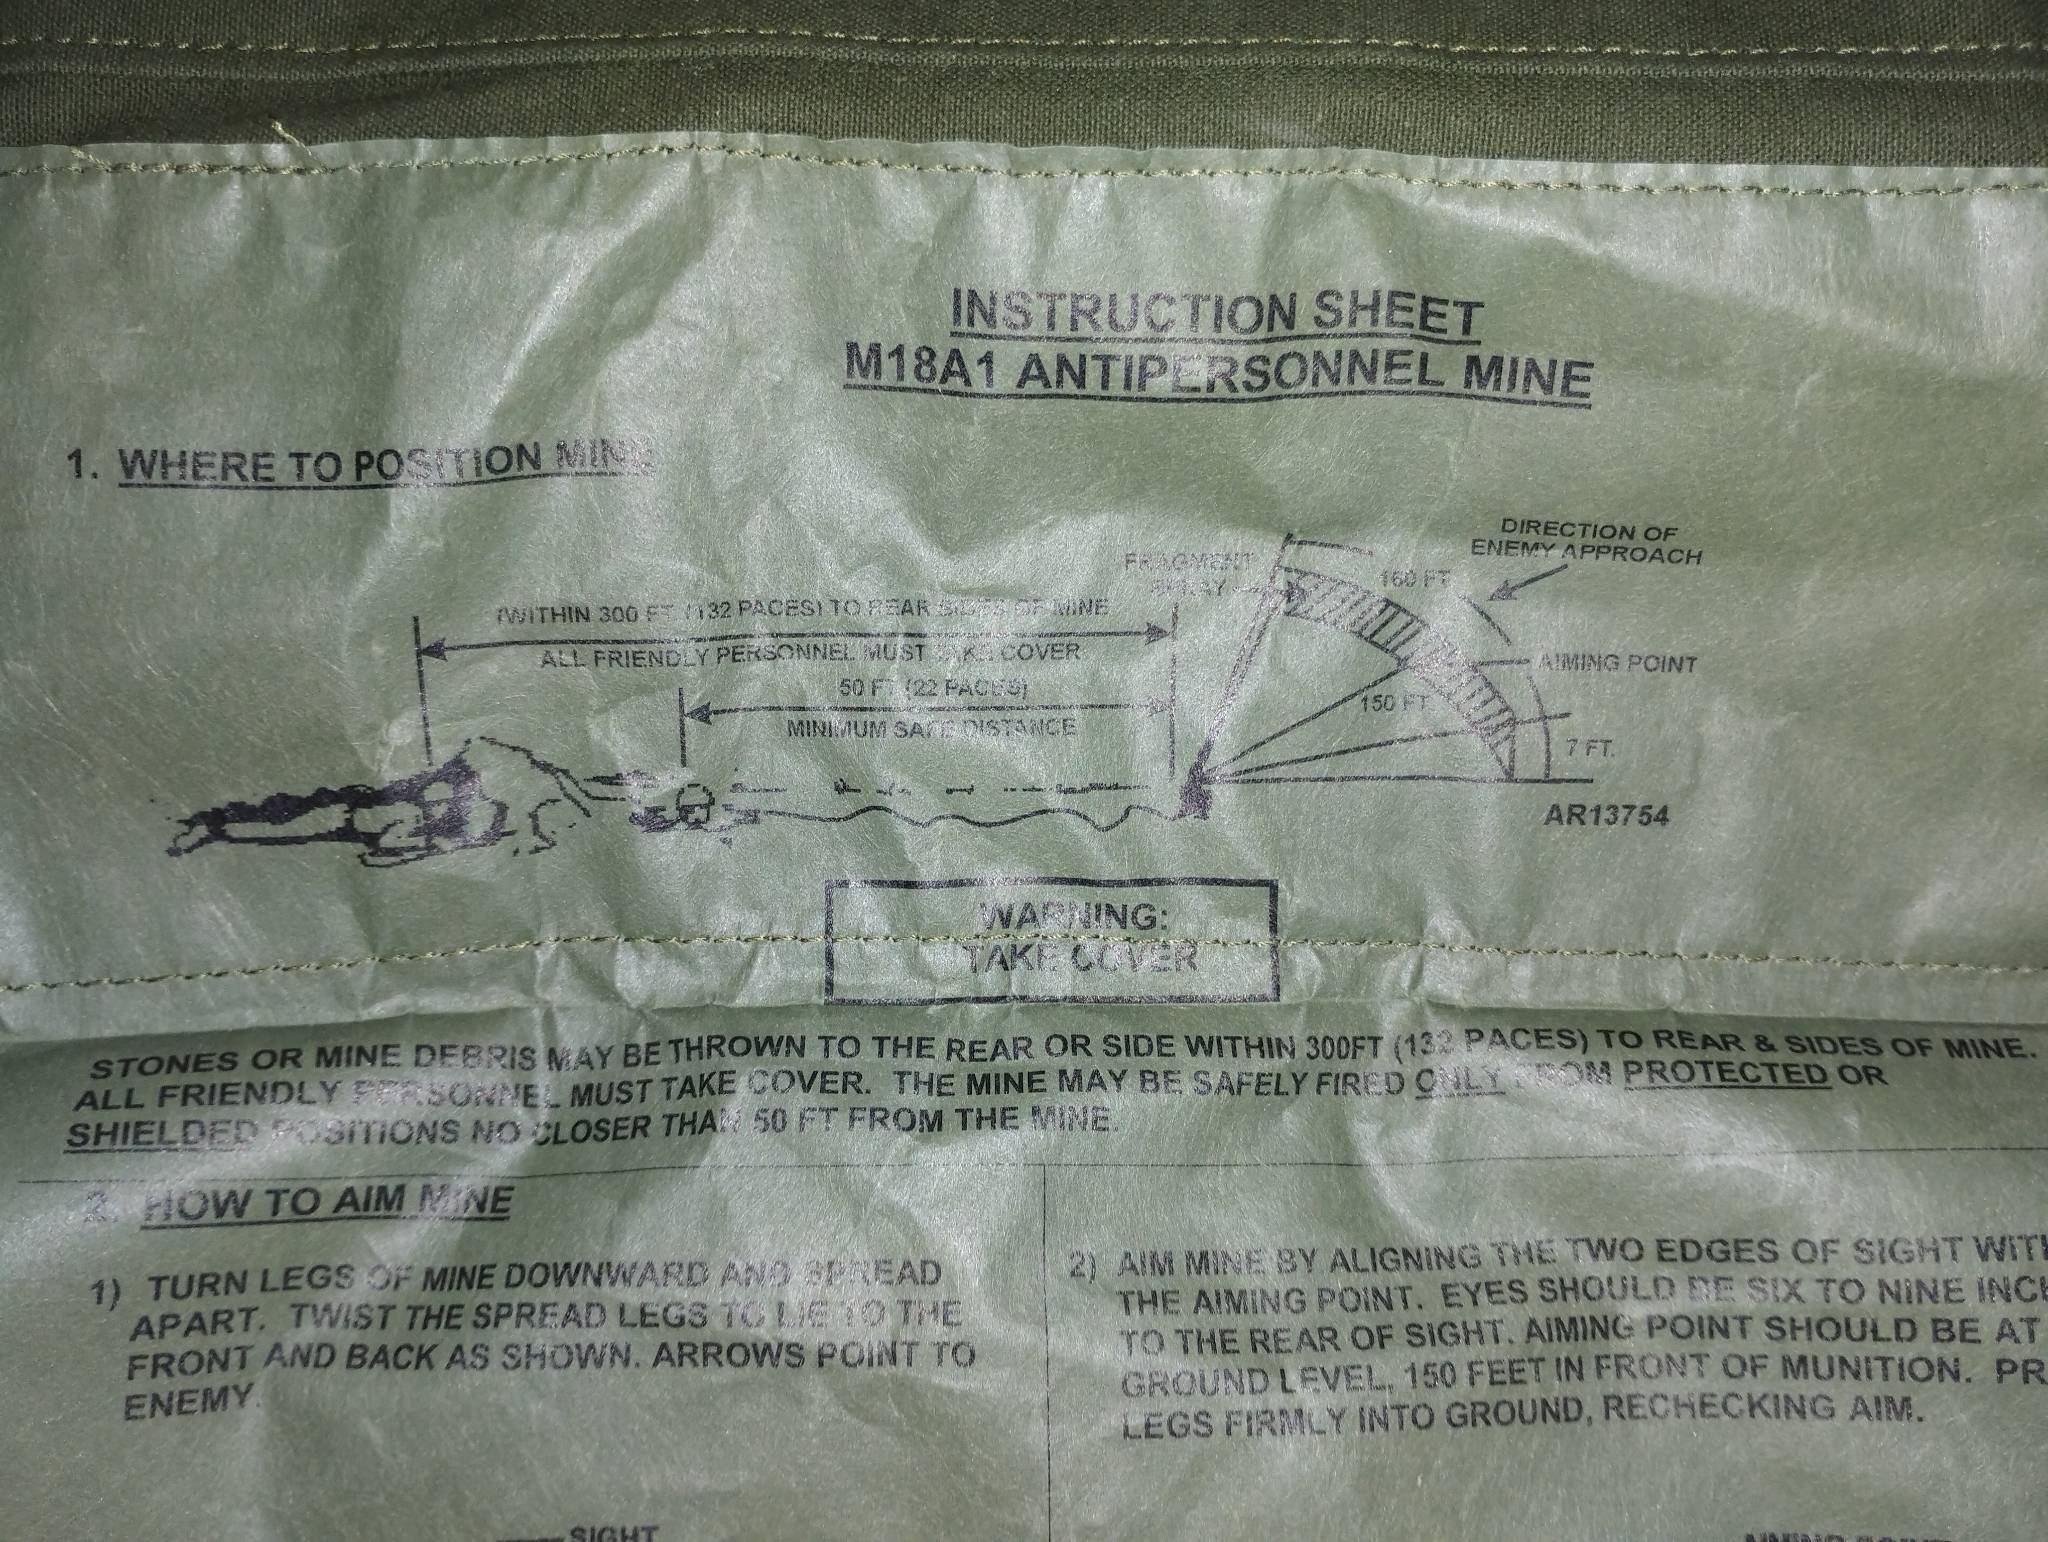 INSTRUCTION SHEET
M18A1 ANTIPERSONNEL MINE
1. WHERE TO POSITION MINE
DIRECTION OF
ENEMY APPROACH
FRAGMENT
SPRAY
160 FT
(WITHIN 300 FT (132 PACES) TO REAR SIDES OF MINE
ALL FRIENDLY PERSONNEL MUST TAKE COVER
AIMING POINT
50 FT (22 PACES)
150 FT
MINIMUM SAFE DISTANCE
7 FT.
AR13754
WARNING:
TAKE COVER
STONES OR MINE DEBRIS MAY BE THROWN TO THE REAR OR SIDE WITHIN 300FT (132 PACES) TO REAR & SIDES OF MINE.
ALL FRIENDLY PERSONNEL MUST TAKE COVER. THE MINE MAY BE SAFELY FIRED ONLY FROM PROTECTED OR
SHIELDED POSITIONS NO CLOSER THAN 50 FT FROM THE MINE.
2. HOW TO AIM MINE
1) TURN LEGS OF MINE DOWNWARD AND SPREAD
APART. TWIST THE SPREAD LEGS TO LIE TO THE
FRONT AND BACK AS SHOWN. ARROWS POINT TO
ENEMY.
2) AIM MINE BY ALIGNING THE TWO EDGES OF SIGHT WITH
THE AIMING POINT. EYES SHOULD BE SIX TO NINE INC
TO THE REAR OF SIGHT. AIMING POINT SHOULD BE AT
GROUND LEVEL, 150 FEET IN FRONT OF MUNITION. PR
LEGS FIRMLY INTO GROUND, RECHECKING AIM.
SIGHT